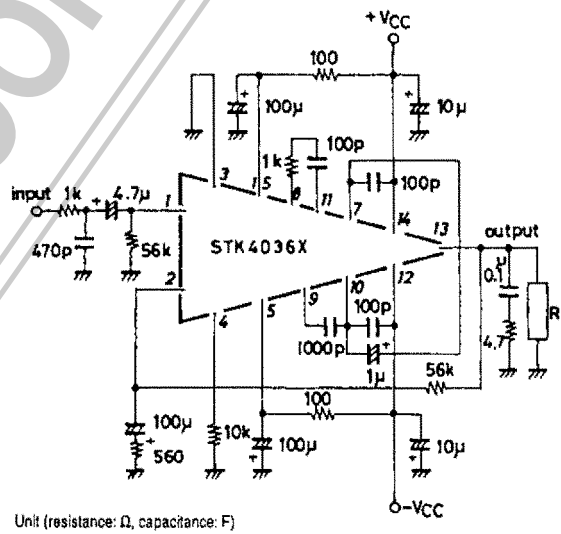 +VCC
100
100µ
10µ
3
15
1k
100p
8
11
7
100p
14
13
input
1k
4.7µ
1
470p
56k
2
STK4036X
output
0.1µ
4.7
R
12
10
9
5
4
1000p
100p
1µ
56k
100
100µ
560
10k
100µ
10µ
-VCC
Unit (resistance: Ω, capacitance: F)